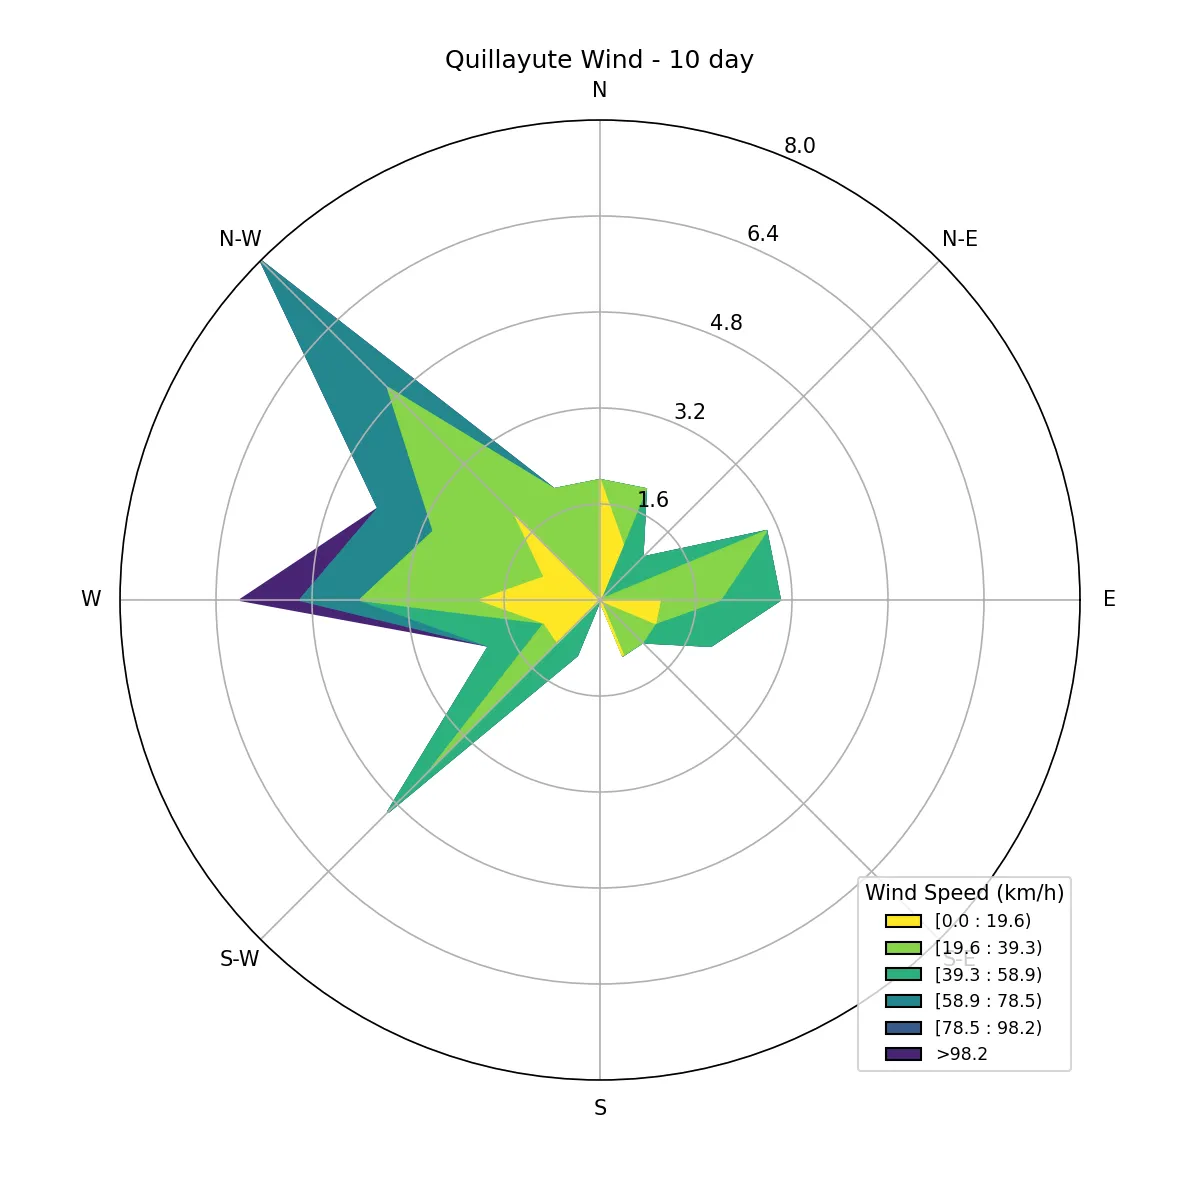 Quillayute Wind - 10 day
N
8.0
N-W
N-E
6.4
4.8
3.2
1.6
W
E
S-W
S-E
S
Wind Speed (km/h)
[0.0 : 19.6)
[19.6 : 39.3)
[39.3 : 58.9)
[58.9 : 78.5)
[78.5 : 98.2)
>98.2